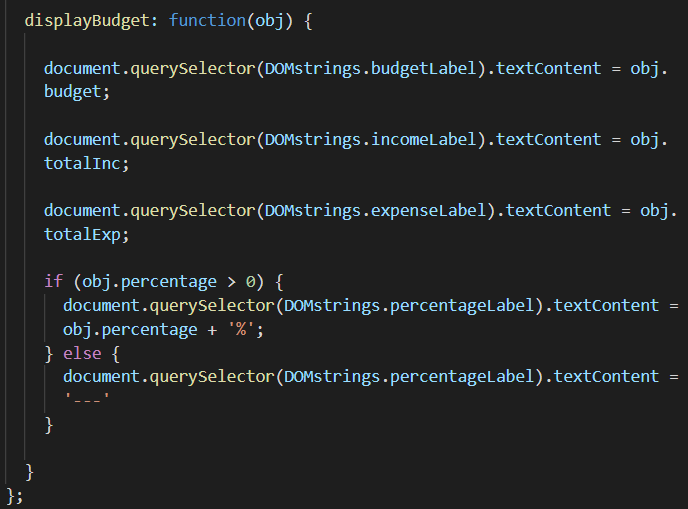 displayBudget: function(obj) {
document.querySelector(DOMstrings.budgetLabel).textContent = obj.
budget;
document.querySelector(DOMstrings.incomeLabel).textContent = obj.
totalInc;
document.querySelector(DOMstrings.expenseLabel).textContent = obj.
totalExp;
if (obj.percentage > 0) {
document.querySelector(DOMstrings.percentageLabel).textContent =
obj.percentage + '%';
} else {
document.querySelector(DOMstrings.percentageLabel).textContent =
'---'
}
}
};